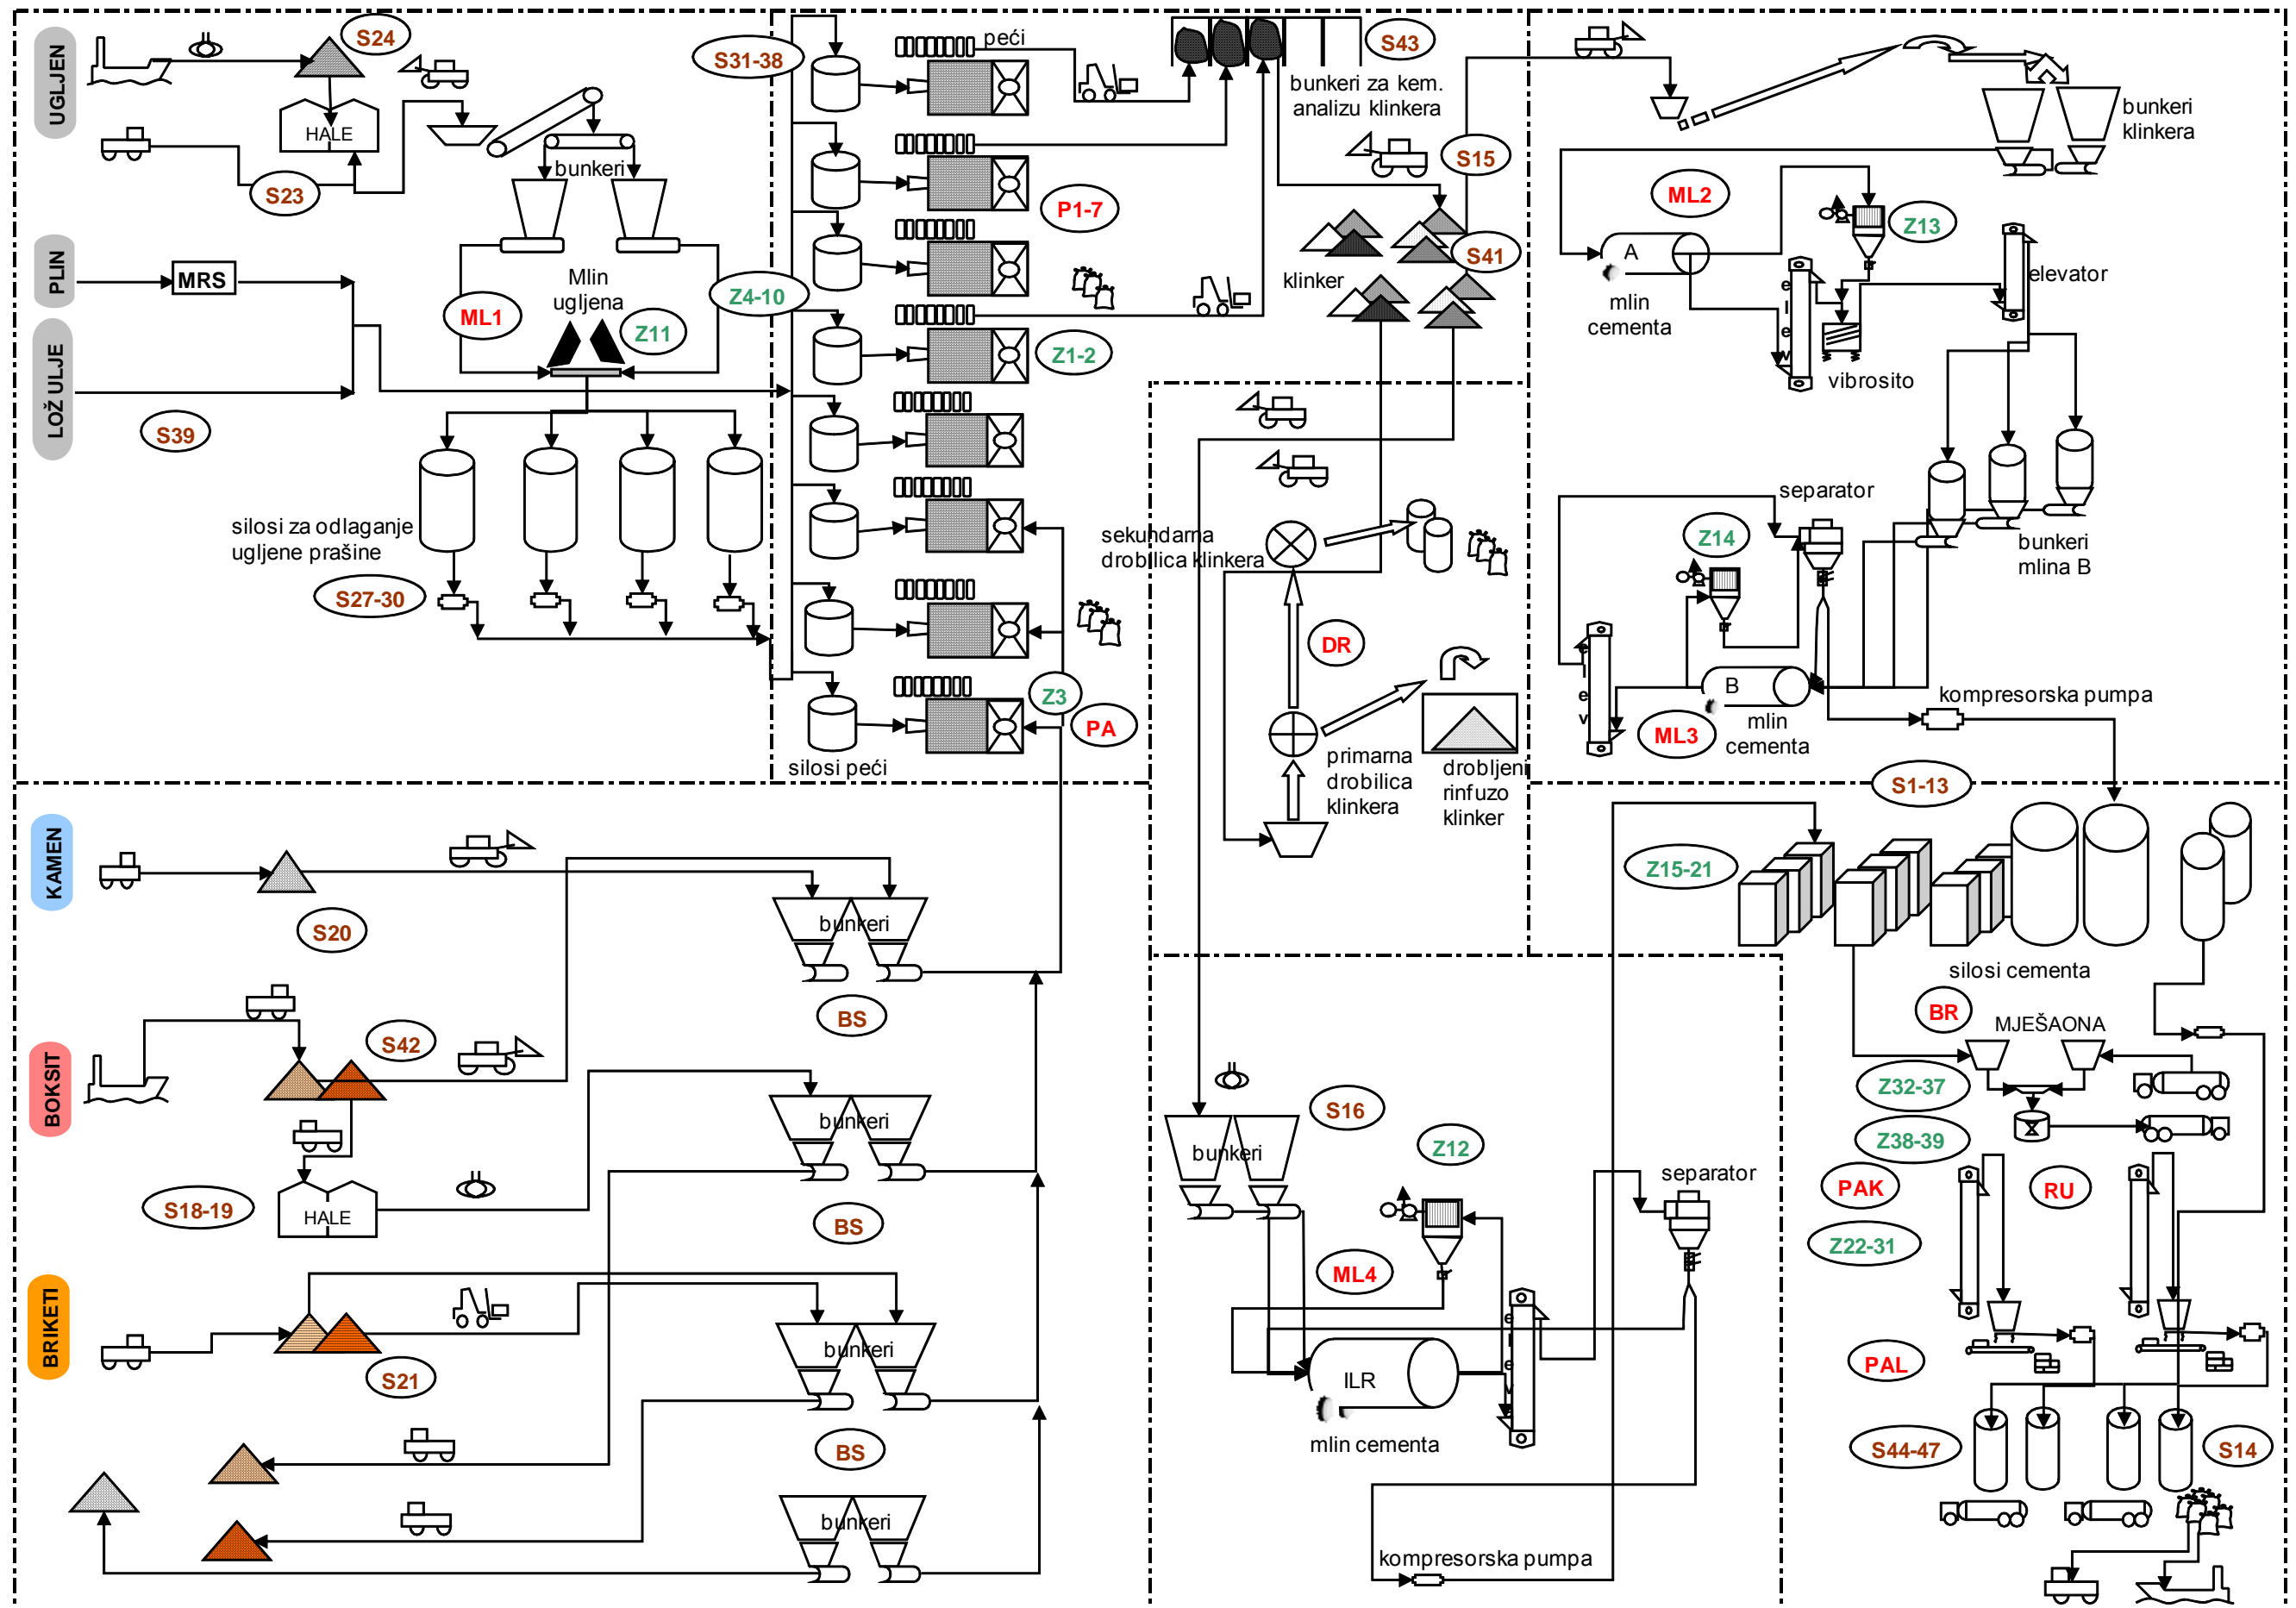 UGLJEN
S24
HALE
S23
bunkeri
PLIN
MRS
LOŽ ULJE
S39
ML1
Mlin
ugljena
Z11
Z4-10
silosi za odlaganje
ugljene prašine
S27-30
S31-38
peći
P1-7
Z1-2
Z3
PA
silosi peći
S43
bunkeri za kem.
analizu klinkera
S15
S41
klinker
sekundarna
drobilica klinkera
DR
primarna
drobilica
klinkera
drobljeni
rinfuzo
klinker
bunkeri
klinkera
ML2
Z13
A
mlin
cementa
elev
vibrosito
elevator
separator
Z14
bunkeri
mlina B
elev
B
ML3
mlin
cementa
kompresorska pumpa
S1-13
Z15-21
silosi cementa
BR
MJEŠAONA
Z32-37
Z38-39
PAK
RU
Z22-31
PAL
S44-47
S14
KAMEN
S20
bunkeri
BS
BOKSIT
S42
S18-19
HALE
bunkeri
BS
BRIKETI
S21
bunkeri
BS
bunkeri
S16
bunkeri
Z12
separator
ML4
elev
ILR
mlin cementa
kompresorska pumpa